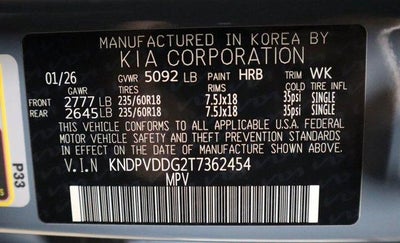 MANUFACTURED IN KOREA BY
KIA CORPORATION
01/26 GVWR 5092 LB PAINT HRB TRIM WK
GAWR TIRE RIMS COLD TIRE INFL
FRONT 2777 LB 235/60R18 7.5Jx18 35psi SINGLE
REAR 2645 LB 235/60R18 7.5Jx18 35psi SINGLE
THIS VEHICLE CONFORMS TO ALL APPLICABLE U.S.A. FEDERAL
MOTOR VEHICLE SAFETY AND THEFT PREVENTION STANDARDS
IN EFFECT ON THE DATE OF MANUFACTURE SHOWN ABOVE.
V.I.N KNDPVDDG2T7362454
MPV
P33